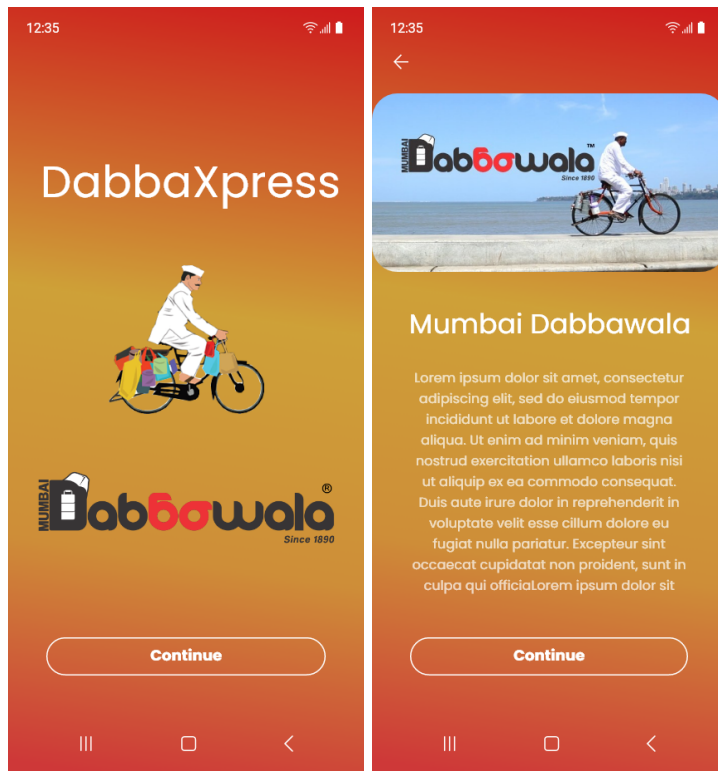 12:35
DabbaXpress
MUMBAI
Dabbawala
®
Since 1890
Continue
12:35
MUMBAI
Dabbawala
TM
Since 1890
Mumbai Dabbawala
Lorem ipsum dolor sit amet, consectetur
adipiscing elit, sed do eiusmod tempor
incididunt ut labore et dolore magna
aliqua. Ut enim ad minim veniam, quis
nostrud exercitation ullamco laboris nisi
ut aliquip ex ea commodo consequat.
Duis aute irure dolor in reprehenderit in
voluptate velit esse cillum dolore eu
fugiat nulla pariatur. Excepteur sint
occaecat cupidatat non proident, sunt in
culpa qui officiaLorem ipsum dolor sit
Continue